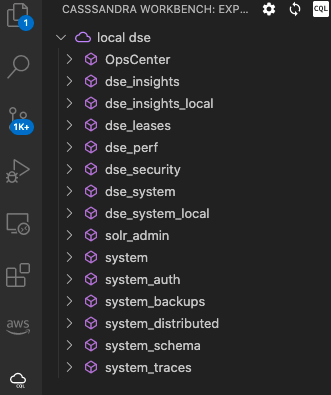 CASSSANDRA WORKBENCH: EXP...
CQL
1
local dse
OpsCenter
dse_insights
dse_insights_local
1K+
dse_leases
dse_perf
dse_security
dse_system
dse_system_local
solr_admin
system
system_auth
system_backups
aws
system_distributed
system_schema
system_traces
CQL